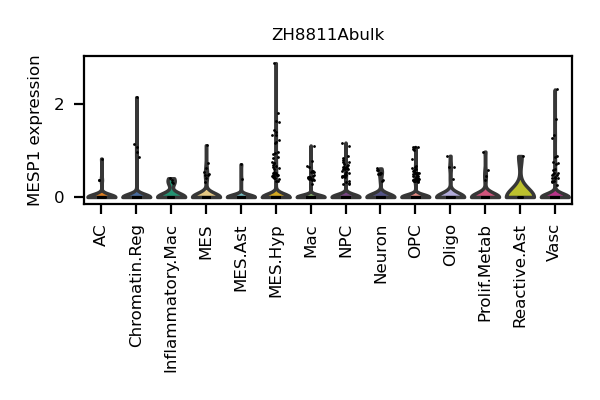 ZH8811Abulk
MESP1 expression
2
0
AC
Chromatin.Reg
Inflammatory.Mac
MES
MES.Ast
MES.Hyp
Mac
NPC
Neuron
OPC
Oligo
Prolif.Metab
Reactive.Ast
Vasc